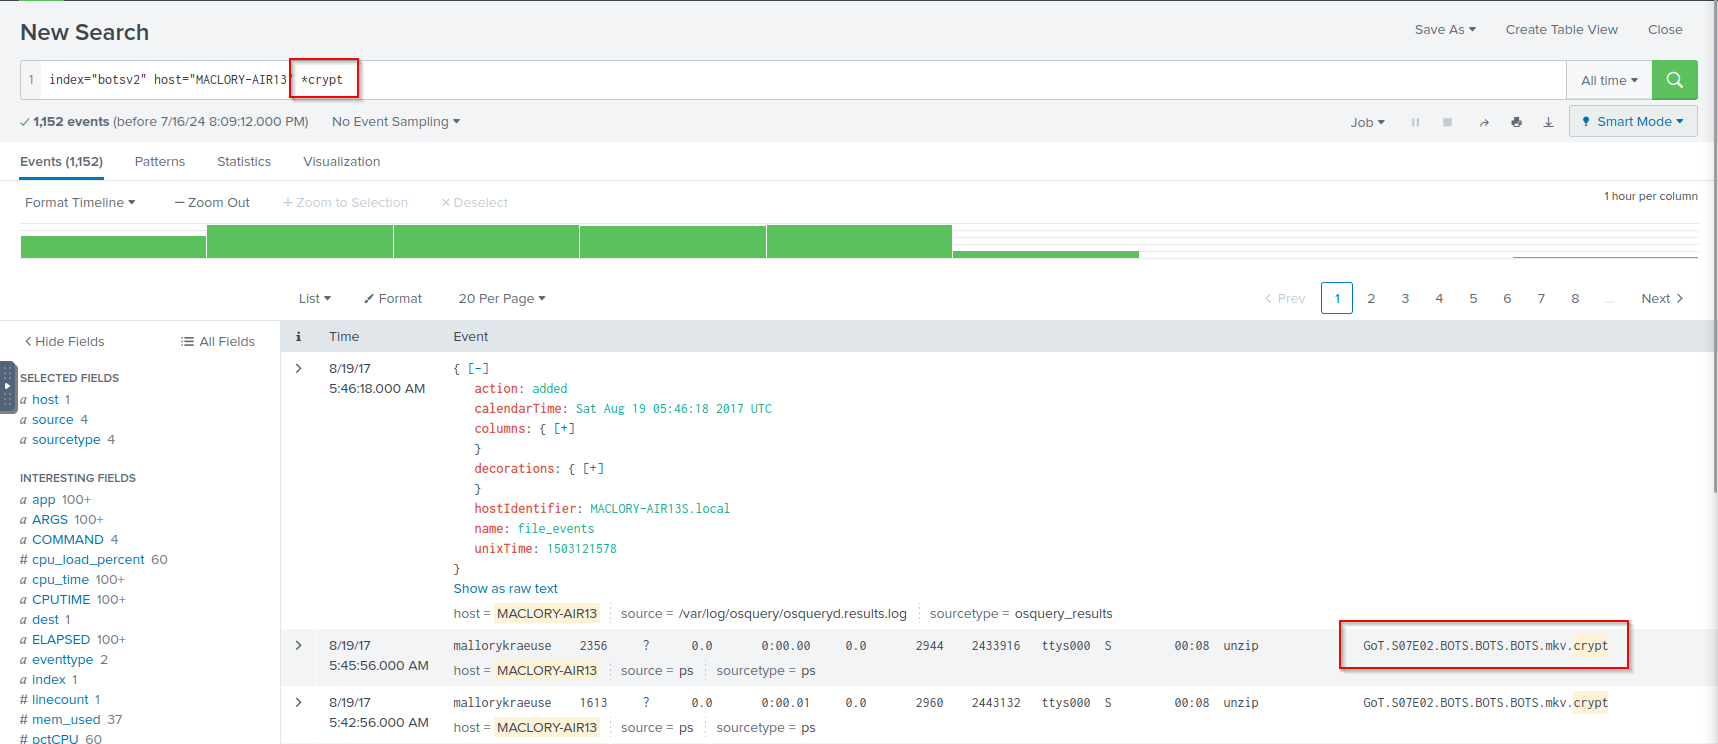 New Search
Save As Create Table View Close
1 index="botsv2" host="MACLORY-AIR13" *crypt
All time
1,152 events (before 7/16/24 8:09:12.000 PM) No Event Sampling
Job Smart Mode
Events (1,152) Patterns Statistics Visualization
Format Timeline — Zoom Out + Zoom to Selection × Deselect
1 hour per column
List Format 20 Per Page
< Prev 1 2 3 4 5 6 7 8 ... Next >
< Hide Fields All Fields
SELECTED FIELDS
a host 1
a source 4
a sourcetype 4
INTERESTING FIELDS
a app 100+
a ARGS 100+
a COMMAND 4
# cpu_load_percent 60
a cpu_time 100+
a CPUTIME 100+
a dest 1
a ELAPSED 100+
a eventtype 2
a index 1
# linecount 1
# mem_used 37
# pctCPU 60
i Time Event
> 8/19/17
5:46:18.000 AM
{ [-]
action: added
calendarTime: Sat Aug 19 05:46:18 2017 UTC
columns: { [+]
}
decorations: { [+]
}
hostIdentifier: MACLORY-AIR13S.local
name: file_events
unixTime: 1503121578
}
Show as raw text
host = MACLORY-AIR13 source = /var/log/osquery/osqueryd.results.log sourcetype = osquery_results
> 8/19/17
5:45:56.000 AM
mallorykraeuse 2356 ? 0.0 0:00.00 0.0 2944 2433916 ttys000 S 00:08 unzip GoT.S07E02.BOTS.BOTS.BOTS.mkv.crypt
host = MACLORY-AIR13 source = ps sourcetype = ps
> 8/19/17
5:42:56.000 AM
mallorykraeuse 1613 ? 0.0 0:00.01 0.0 2960 2443132 ttys000 S 00:08 unzip GoT.S07E02.BOTS.BOTS.BOTS.mkv.crypt
host = MACLORY-AIR13 source = ps sourcetype = ps